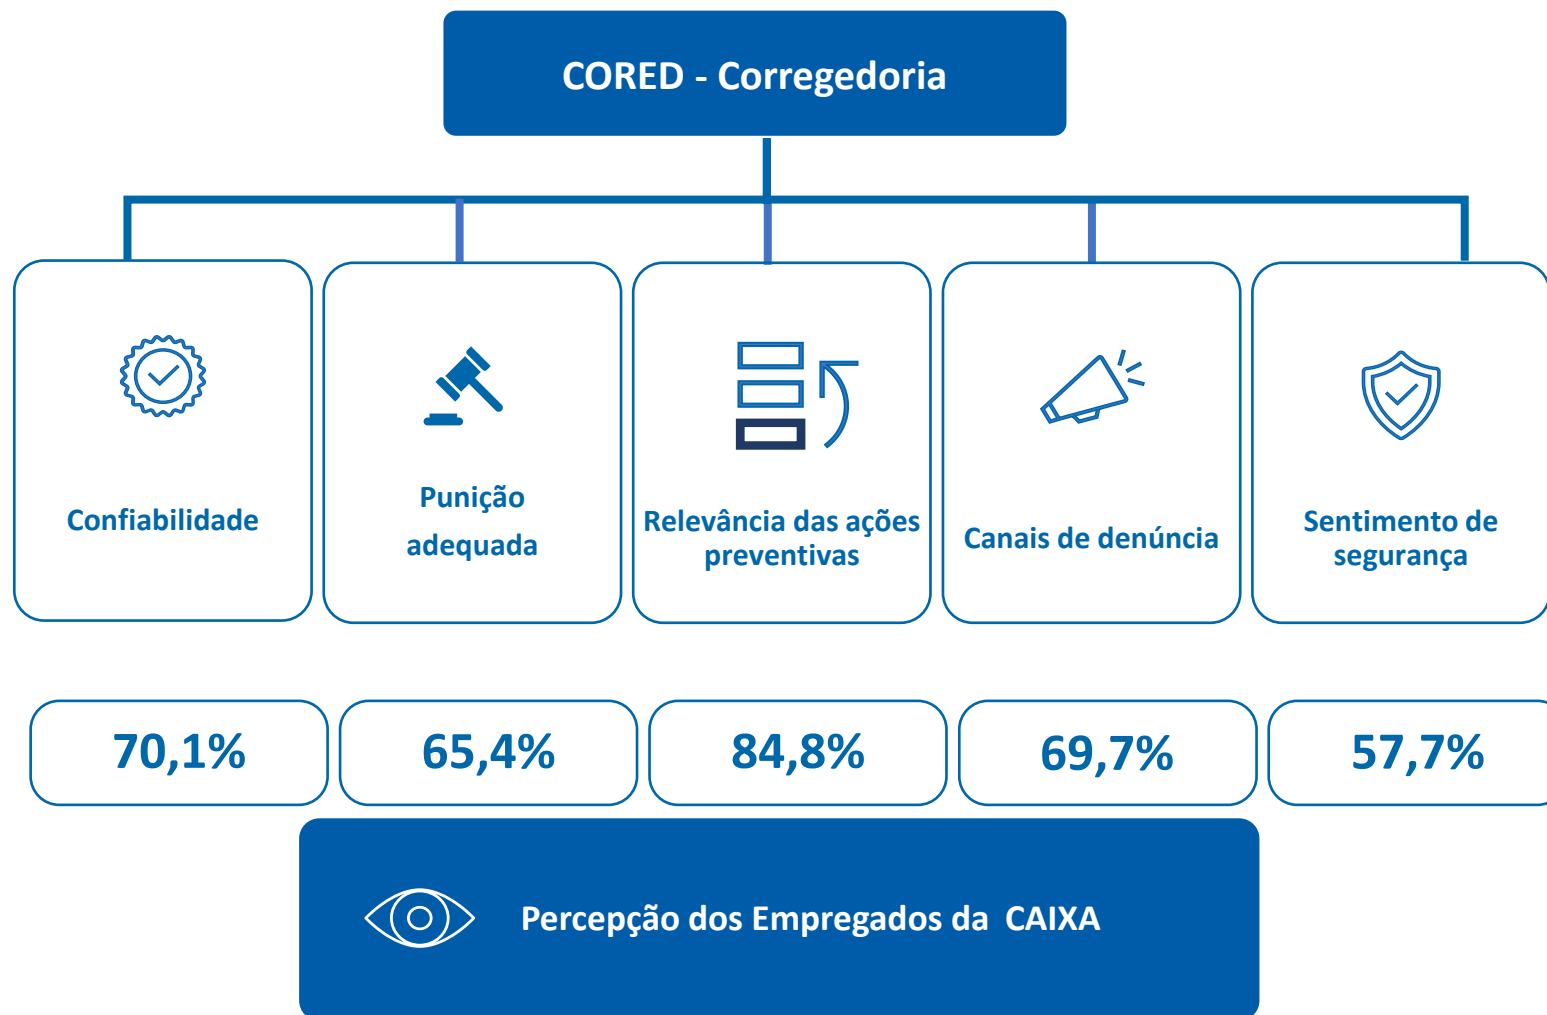 CORED - Corregedoria
Confiabilidade
Punição
adequada
Relevância das ações
preventivas
Canais de denúncia
Sentimento de
segurança
70,1%
65,4%
84,8%
69,7%
57,7%
Percepção dos Empregados da CAIXA